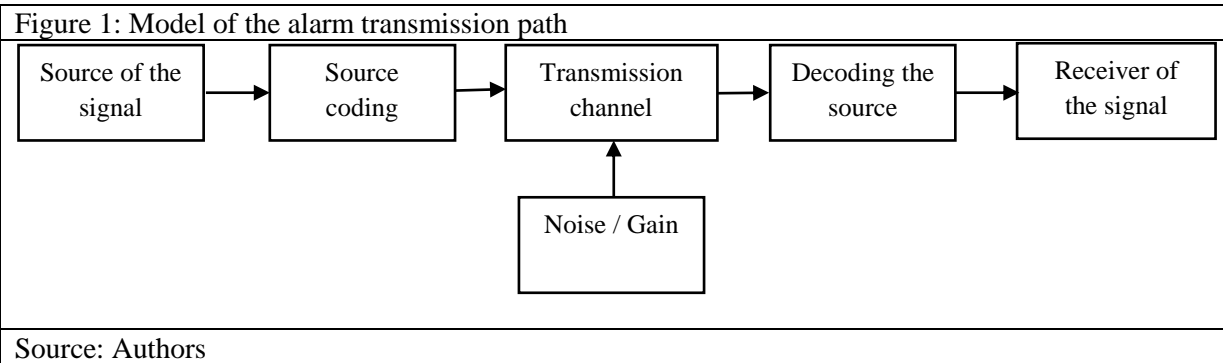 Figure 1: Model of the alarm transmission path
Source of the
signal
Source
coding
Transmission
channel
Decoding the
source
Receiver of
the signal
Noise / Gain
Source: Authors